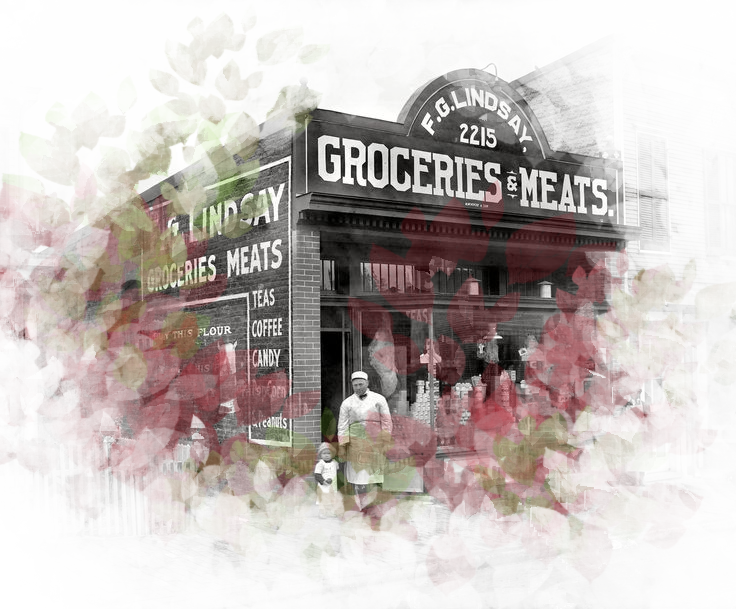 F.G. LINDSAY,
2215
GROCERIES & MEATS.
G. LINDSAY
GROCERIES MEATS
TEAS
COFFEE
CANDY
THIS FLOUR
Peanuts